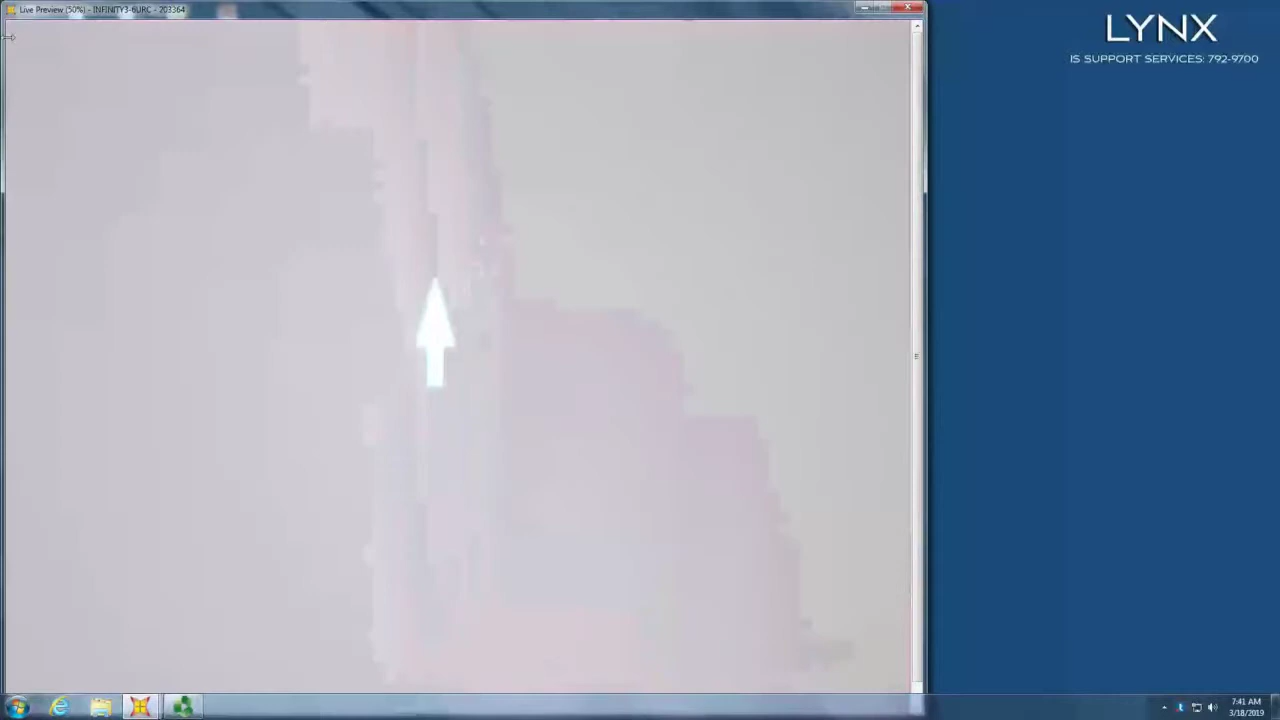 Live Preview (50%) - INFINITY3-6URC - 203364
LYNX
IS SUPPORT SERVICES: 792-9700
7:41 AM
3/18/2019